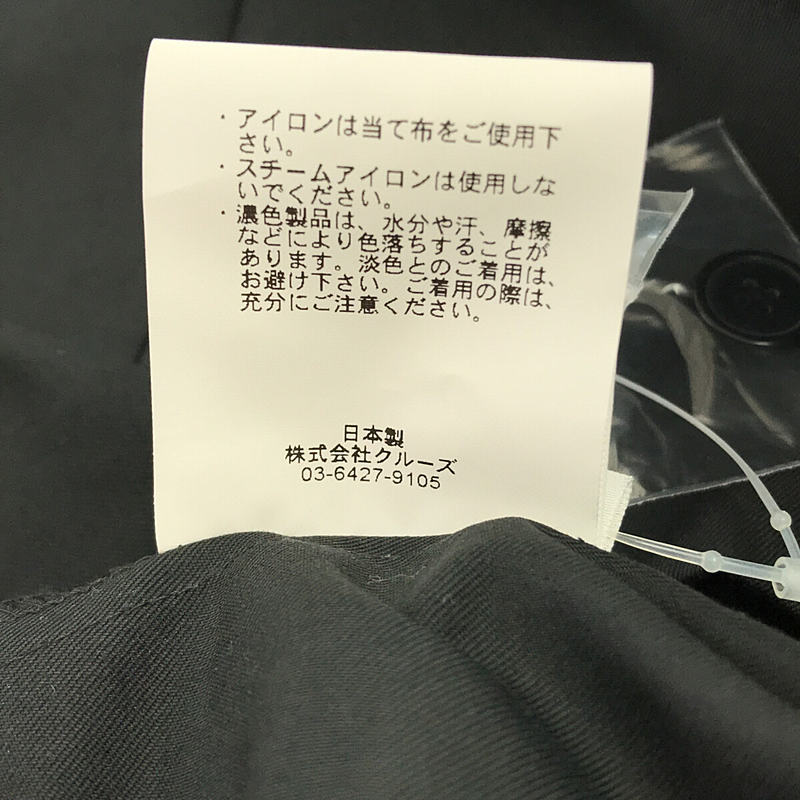 ・アイロンは当て布をご使用下
さい。
・スチームアイロンは使用しな
いでください。
・濃色製品は、水分や汗、摩擦
などにより色落ちすることが
あります。淡色とのご着用は、
お避け下さい。ご着用の際は、
充分にご注意ください。
日本製
株式会社クルーズ
03-6427-9105